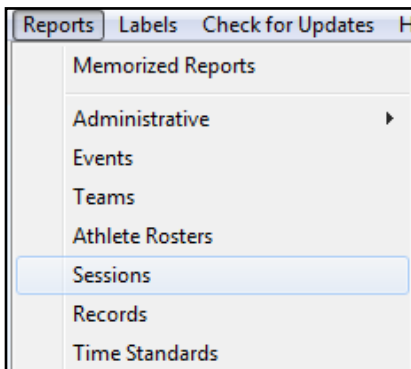 Reports Labels Check for Updates H
Memorized Reports
Administrative
Events
Teams
Athlete Rosters
Sessions
Records
Time Standards